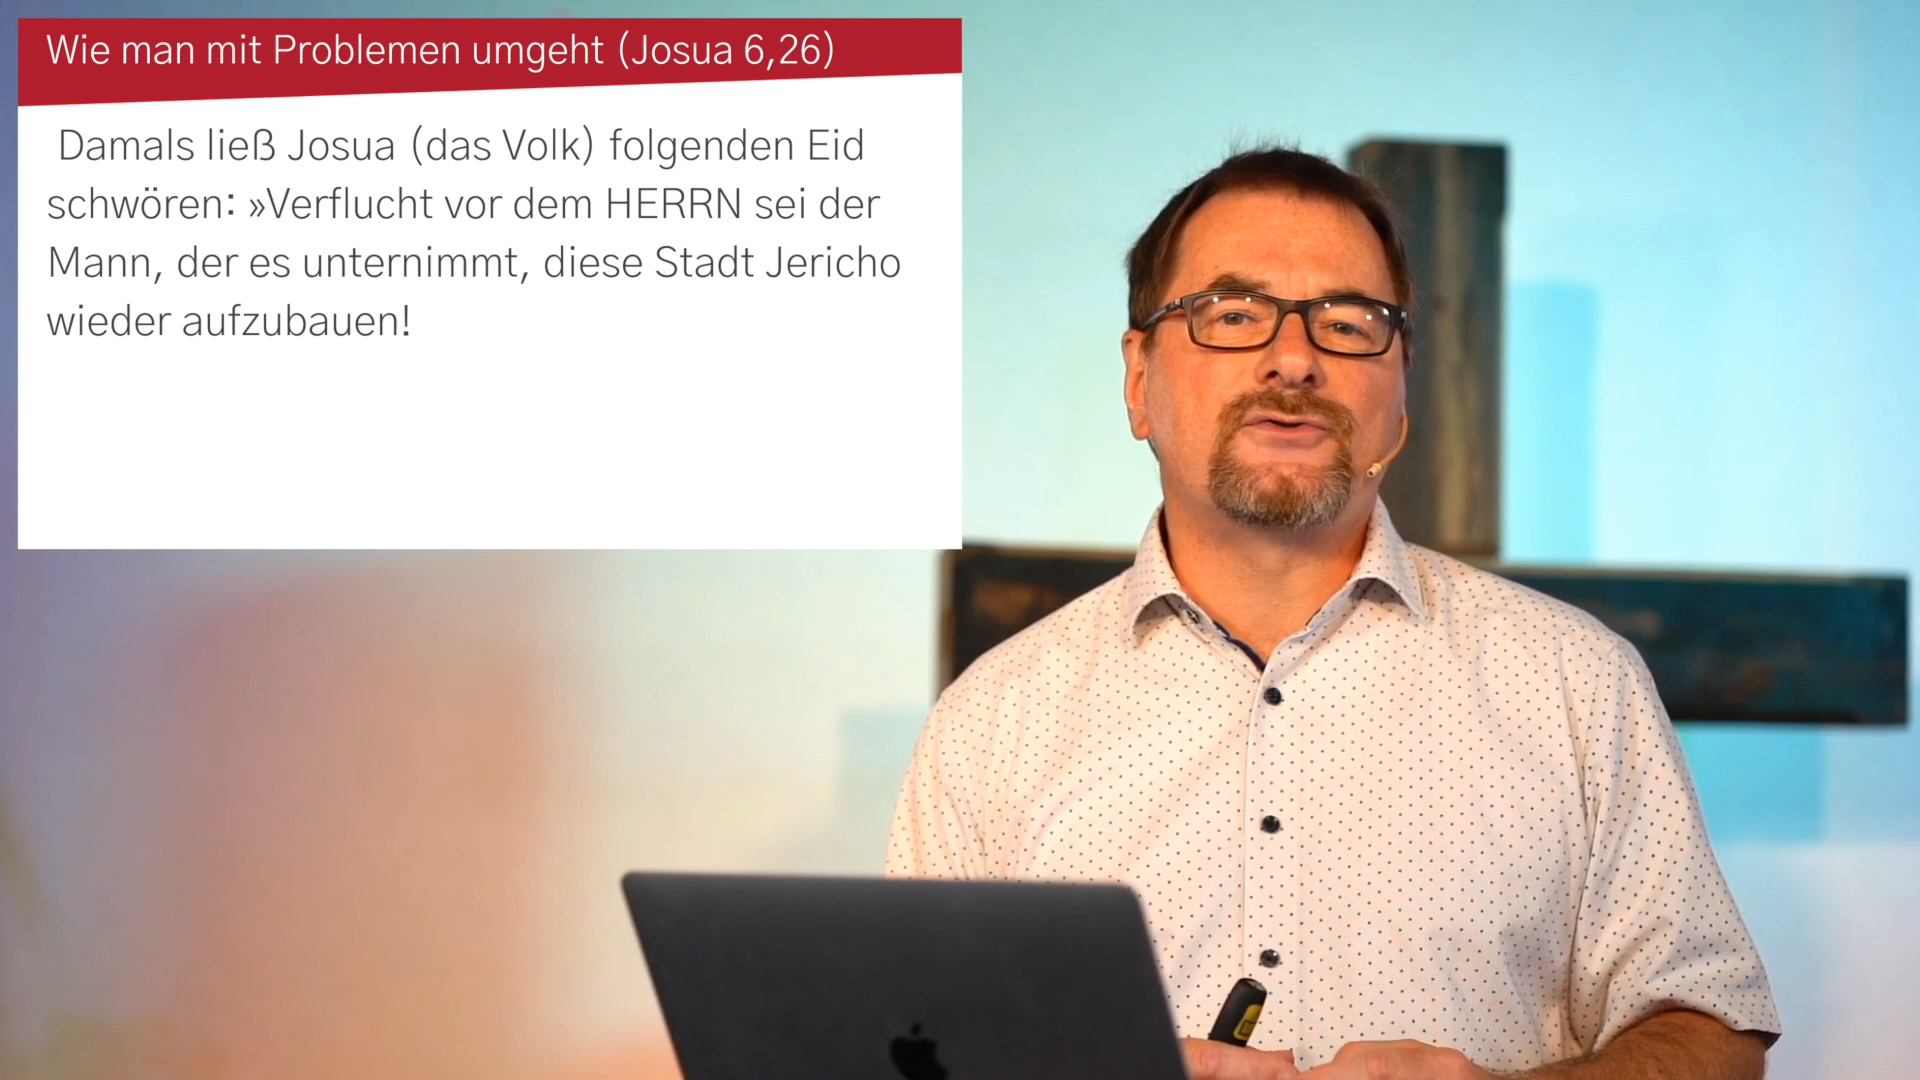 Wie man mit Problemen umgeht (Josua 6,26)
Damals ließ Josua (das Volk) folgenden Eid
schwören: »Verflucht vor dem HERRN sei der
Mann, der es unternimmt, diese Stadt Jericho
wieder aufzubauen!